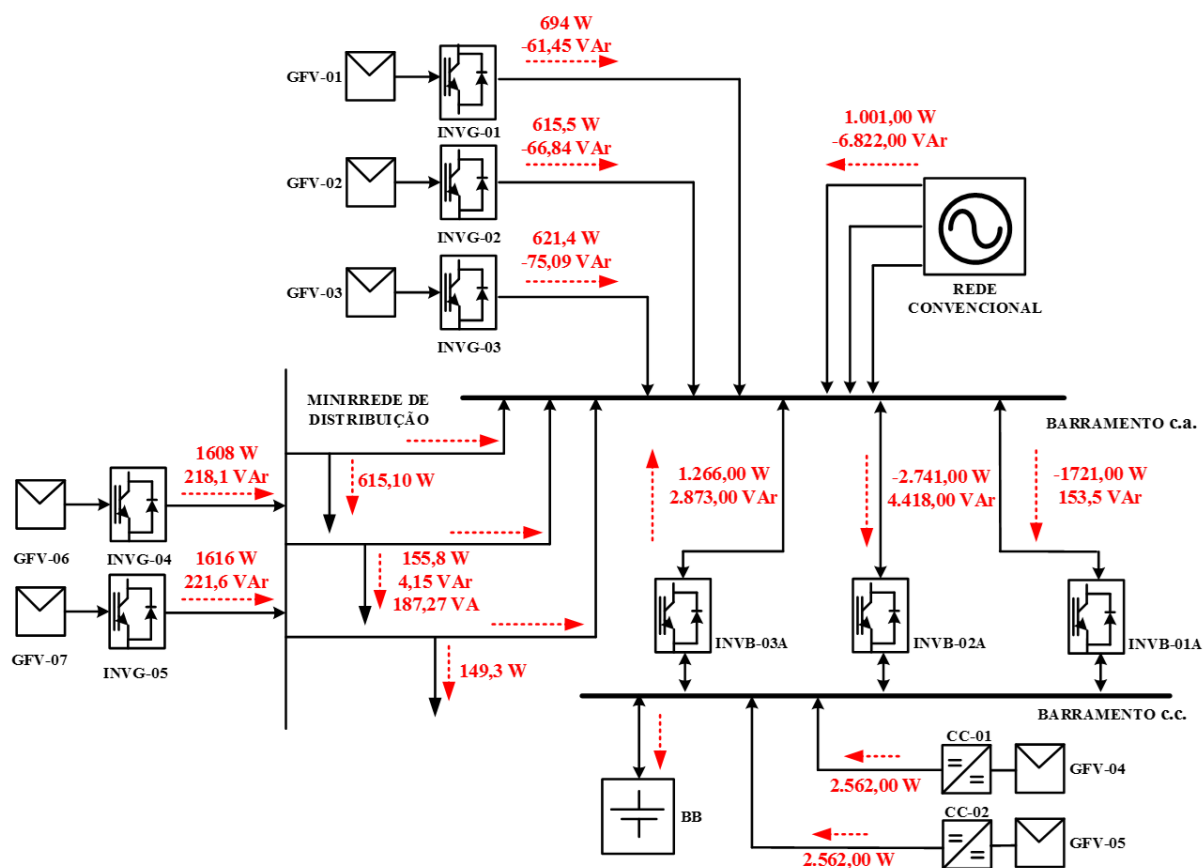 694 W
-61,45 VAr
GFV-01
INVG-01
615,5 W
-66,84 VAr
GFV-02
INVG-02
621,4 W
-75,09 VAr
GFV-03
INVG-03
1.001,00 W
-6.822,00 VAr
REDE
CONVENCIONAL
MINIRREDE DE
DISTRIBUIÇÃO
BARRAMENTO c.a.
1608 W
218,1 VAr
GFV-06
INVG-04
615,10 W
1616 W
221,6 VAr
GFV-07
INVG-05
155,8 W
4,15 VAr
187,27 VA
149,3 W
1.266,00 W
2.873,00 VAr
INVB-03A
-2.741,00 W
4.418,00 VAr
INVB-02A
-1721,00 W
153,5 VAr
INVB-01A
BARRAMENTO c.c.
BB
CC-01
2.562,00 W
GFV-04
CC-02
2.562,00 W
GFV-05